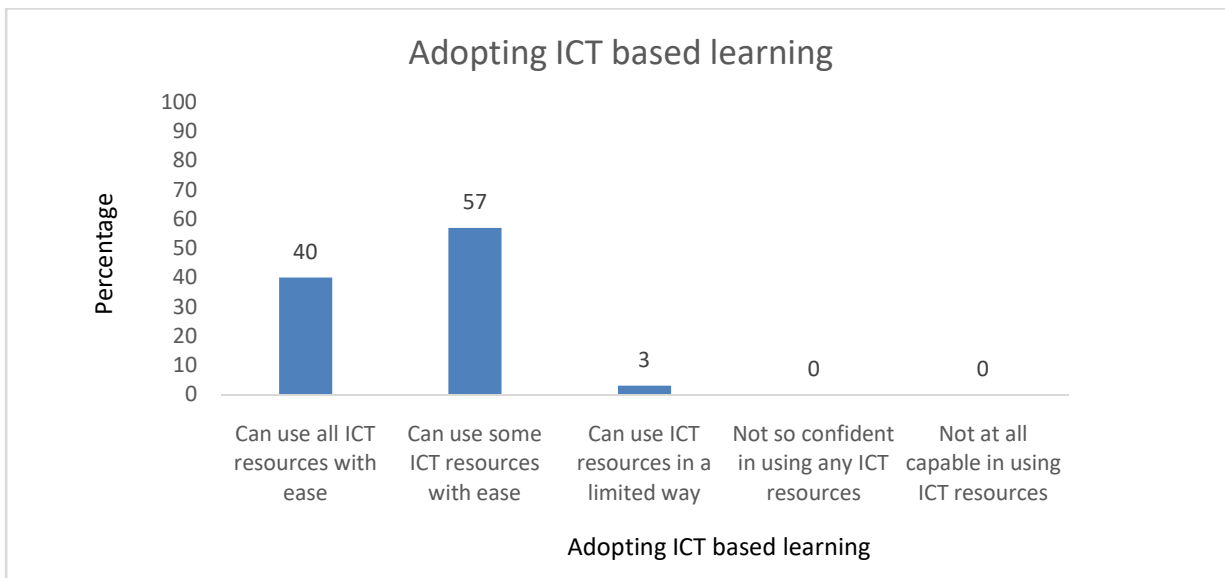 Adopting ICT based learning
Percentage
100
90
80
70
60
50
40
30
20
10
0
40
57
3
0
0
Can use all ICT
resources with
ease
Can use some
ICT resources
with ease
Can use ICT
resources in a
limited way
Not so confident
in using any ICT
resources
Not at all
capable in using
ICT resources
Adopting ICT based learning